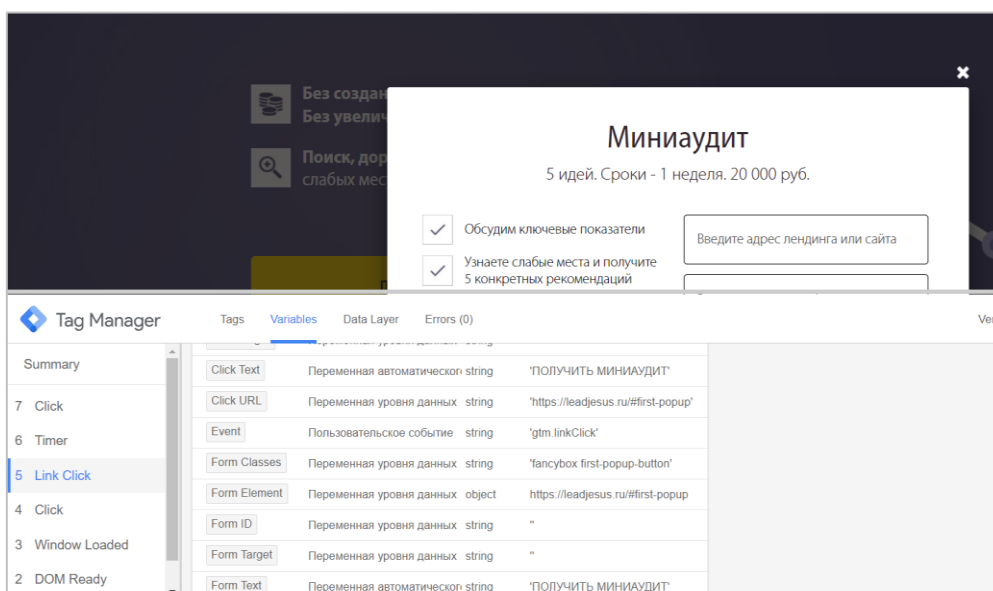 Без создан
Без увелич
Поиск, дор
слабых мес
Миниаудит
5 идей. Сроки - 1 неделя. 20 000 руб.
Обсудим ключевые показатели
Узнаете слабые места и получите
5 конкретных рекомендаций
Введите адрес лендинга или сайта
Tag Manager Tags Variables Data Layer Errors (0) Ver
Summary
7 Click
6 Timer
5 Link Click
4 Click
3 Window Loaded
2 DOM Ready
Click Text Переменная автоматическог string 'ПОЛУЧИТЬ МИНИАУДИТ'
Click URL Переменная уровня данных string 'https://leadjesus.ru/#first-popup'
Event Пользовательское событие string 'gtm.linkClick'
Form Classes Переменная уровня данных string 'fancybox first-popup-button'
Form Element Переменная уровня данных object https://leadjesus.ru/#first-popup
Form ID Переменная уровня данных string ''
Form Target Переменная уровня данных string ''
Form Text Переменная автоматическог string 'ПОЛУЧИТЬ МИНИАУДИТ'